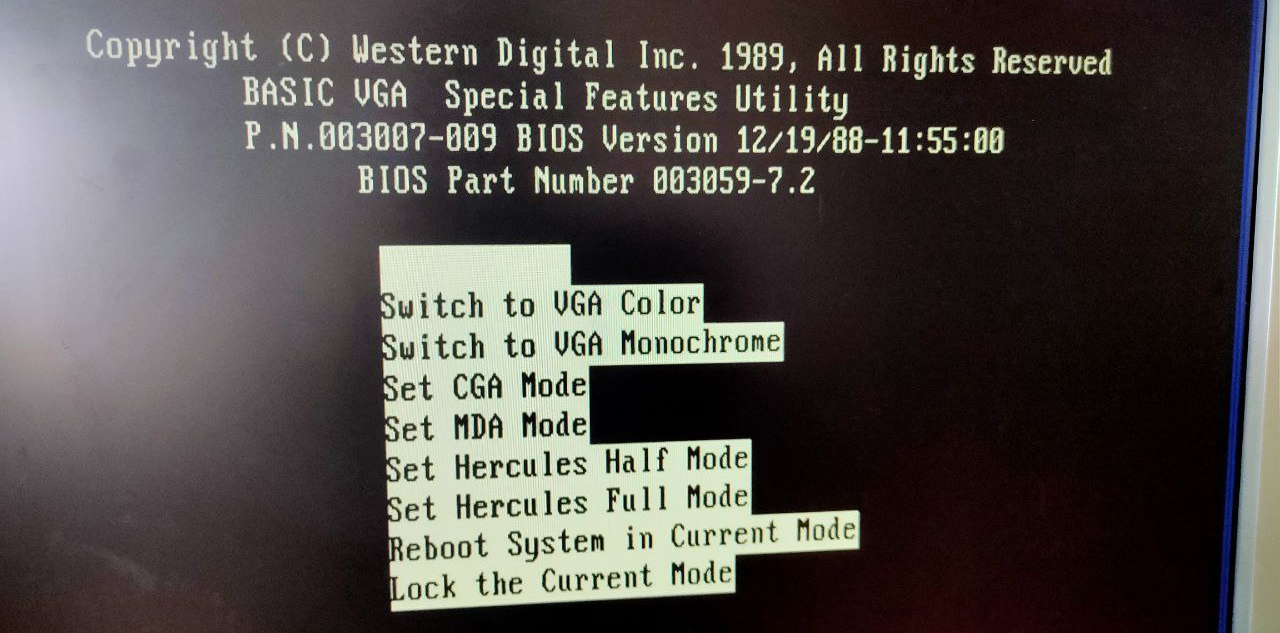 Copyright (C) Western Digital Inc. 1989, All Rights Reserved
BASIC VGA  Special Features Utility
P.N.003007-009 BIOS Version 12/19/88-11:55:00
BIOS Part Number 003059-7.2
Switch to VGA Color
Switch to VGA Monochrome
Set CGA Mode
Set MDA Mode
Set Hercules Half Mode
Set Hercules Full Mode
Reboot System in Current Mode
Lock the Current Mode